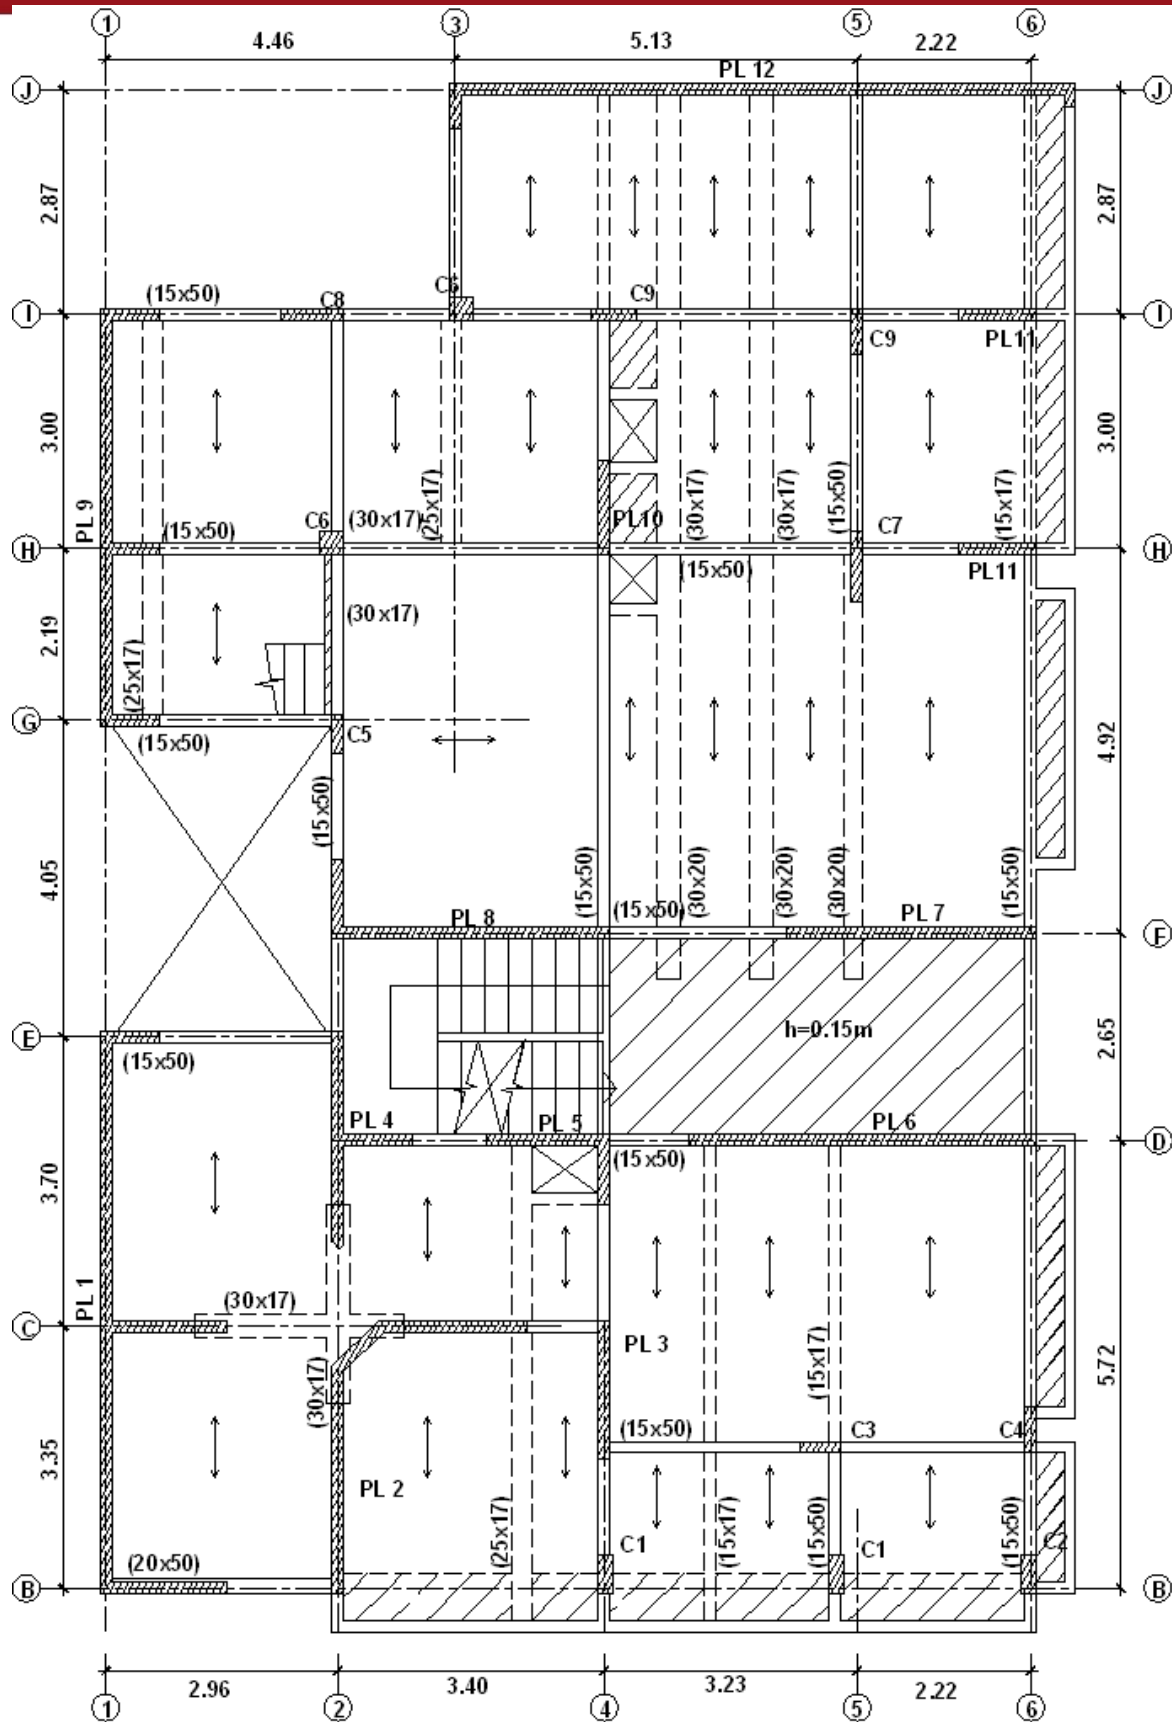 1 3 5 6
4.46 5.13 2.22
PL 12
J J
2.87 2.87
(15x50) C8 C6 C9
I I
C9 PL11
3.00 3.00
PL 9
(15x50) C6 (30x17) (25x17) PL10 (30x17) (30x17) (15x50) C7 (15x17)
H H
(15x50) PL11
(30x17)
2.19
(25x17)
G
(15x50) C5
4.92
(15x50)
4.05
(15x50) (15x50) (30x20) (30x20) (30x20) (15x50)
PL 8 PL 7
F
E
h=0.15m
2.65
(15x50)
PL 4 PL 5 PL 6
D
(15x50)
3.70
PL 1
(30x17)
C
PL 3
(30x17) (15x17)
5.72
(15x50) C3 C4
3.35
PL 2
(25x17) (15x17) (15x50) (15x50)
C1 C1 C2
(20x50)
B B
2.96 3.40 3.23 2.22
1 2 4 5 6